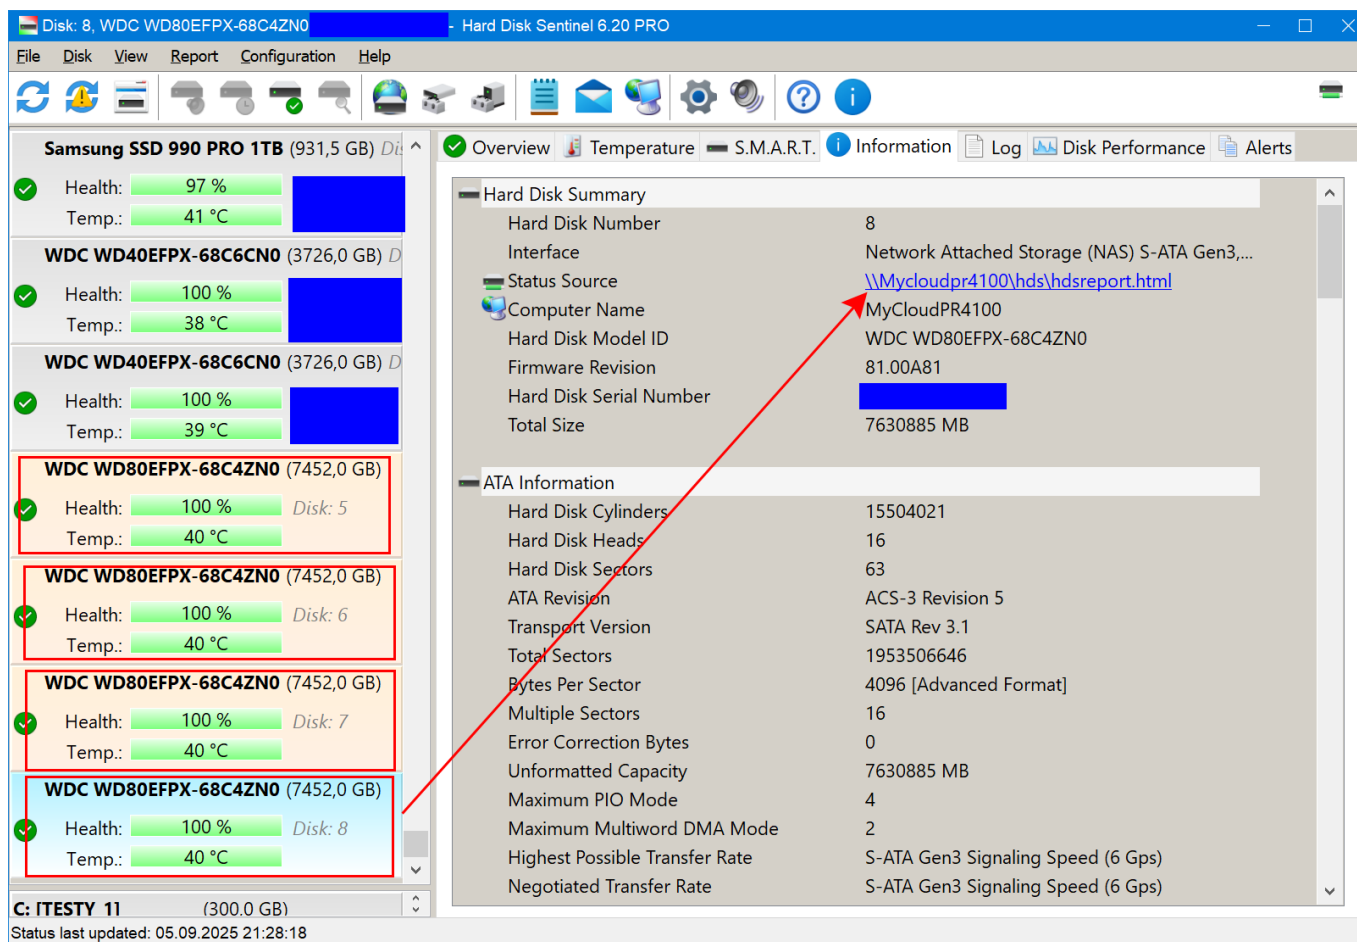 Disk: 8, WDC WD80EFPX-68C4ZN0 - Hard Disk Sentinel 6.20 PRO
File Disk View Report Configuration Help
Samsung SSD 990 PRO 1TB (931,5 GB) Dis
Health: 97 %
Temp.: 41 °C
WDC WD40EFPX-68C6CN0 (3726,0 GB) D
Health: 100 %
Temp.: 38 °C
WDC WD40EFPX-68C6CN0 (3726,0 GB) D
Health: 100 %
Temp.: 39 °C
WDC WD80EFPX-68C4ZN0 (7452,0 GB)
Health: 100 % Disk: 5
Temp.: 40 °C
WDC WD80EFPX-68C4ZN0 (7452,0 GB)
Health: 100 % Disk: 6
Temp.: 40 °C
WDC WD80EFPX-68C4ZN0 (7452,0 GB)
Health: 100 % Disk: 7
Temp.: 40 °C
WDC WD80EFPX-68C4ZN0 (7452,0 GB)
Health: 100 % Disk: 8
Temp.: 40 °C
C: [TESTY_1] (300,0 GB)
Overview Temperature S.M.A.R.T. Information Log Disk Performance Alerts
Hard Disk Summary
Hard Disk Number 8
Interface Network Attached Storage (NAS) S-ATA Gen3,...
Status Source \\Mycloudpr4100\hds\hdsreport.html
Computer Name MyCloudPR4100
Hard Disk Model ID WDC WD80EFPX-68C4ZN0
Firmware Revision 81.00A81
Hard Disk Serial Number
Total Size 7630885 MB
ATA Information
Hard Disk Cylinders 15504021
Hard Disk Heads 16
Hard Disk Sectors 63
ATA Revision ACS-3 Revision 5
Transport Version SATA Rev 3.1
Total Sectors 1953506646
Bytes Per Sector 4096 [Advanced Format]
Multiple Sectors 16
Error Correction Bytes 0
Unformatted Capacity 7630885 MB
Maximum PIO Mode 4
Maximum Multiword DMA Mode 2
Highest Possible Transfer Rate S-ATA Gen3 Signaling Speed (6 Gps)
Negotiated Transfer Rate S-ATA Gen3 Signaling Speed (6 Gps)
Status last updated: 05.09.2025 21:28:18